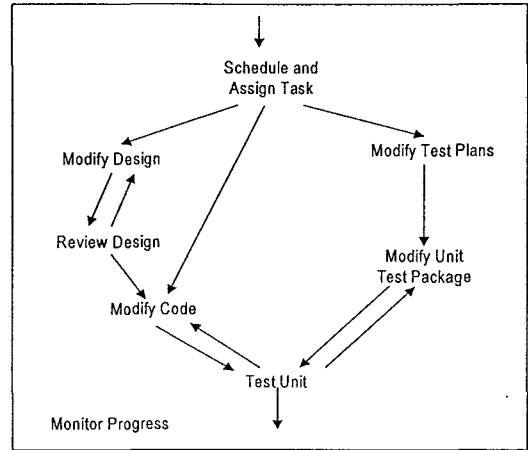 Schedule and
Assign Task
Modify Design
Modify Test Plans
Review Design
Modify Unit
Test Package
Modify Code
Test Unit
Monitor Progress